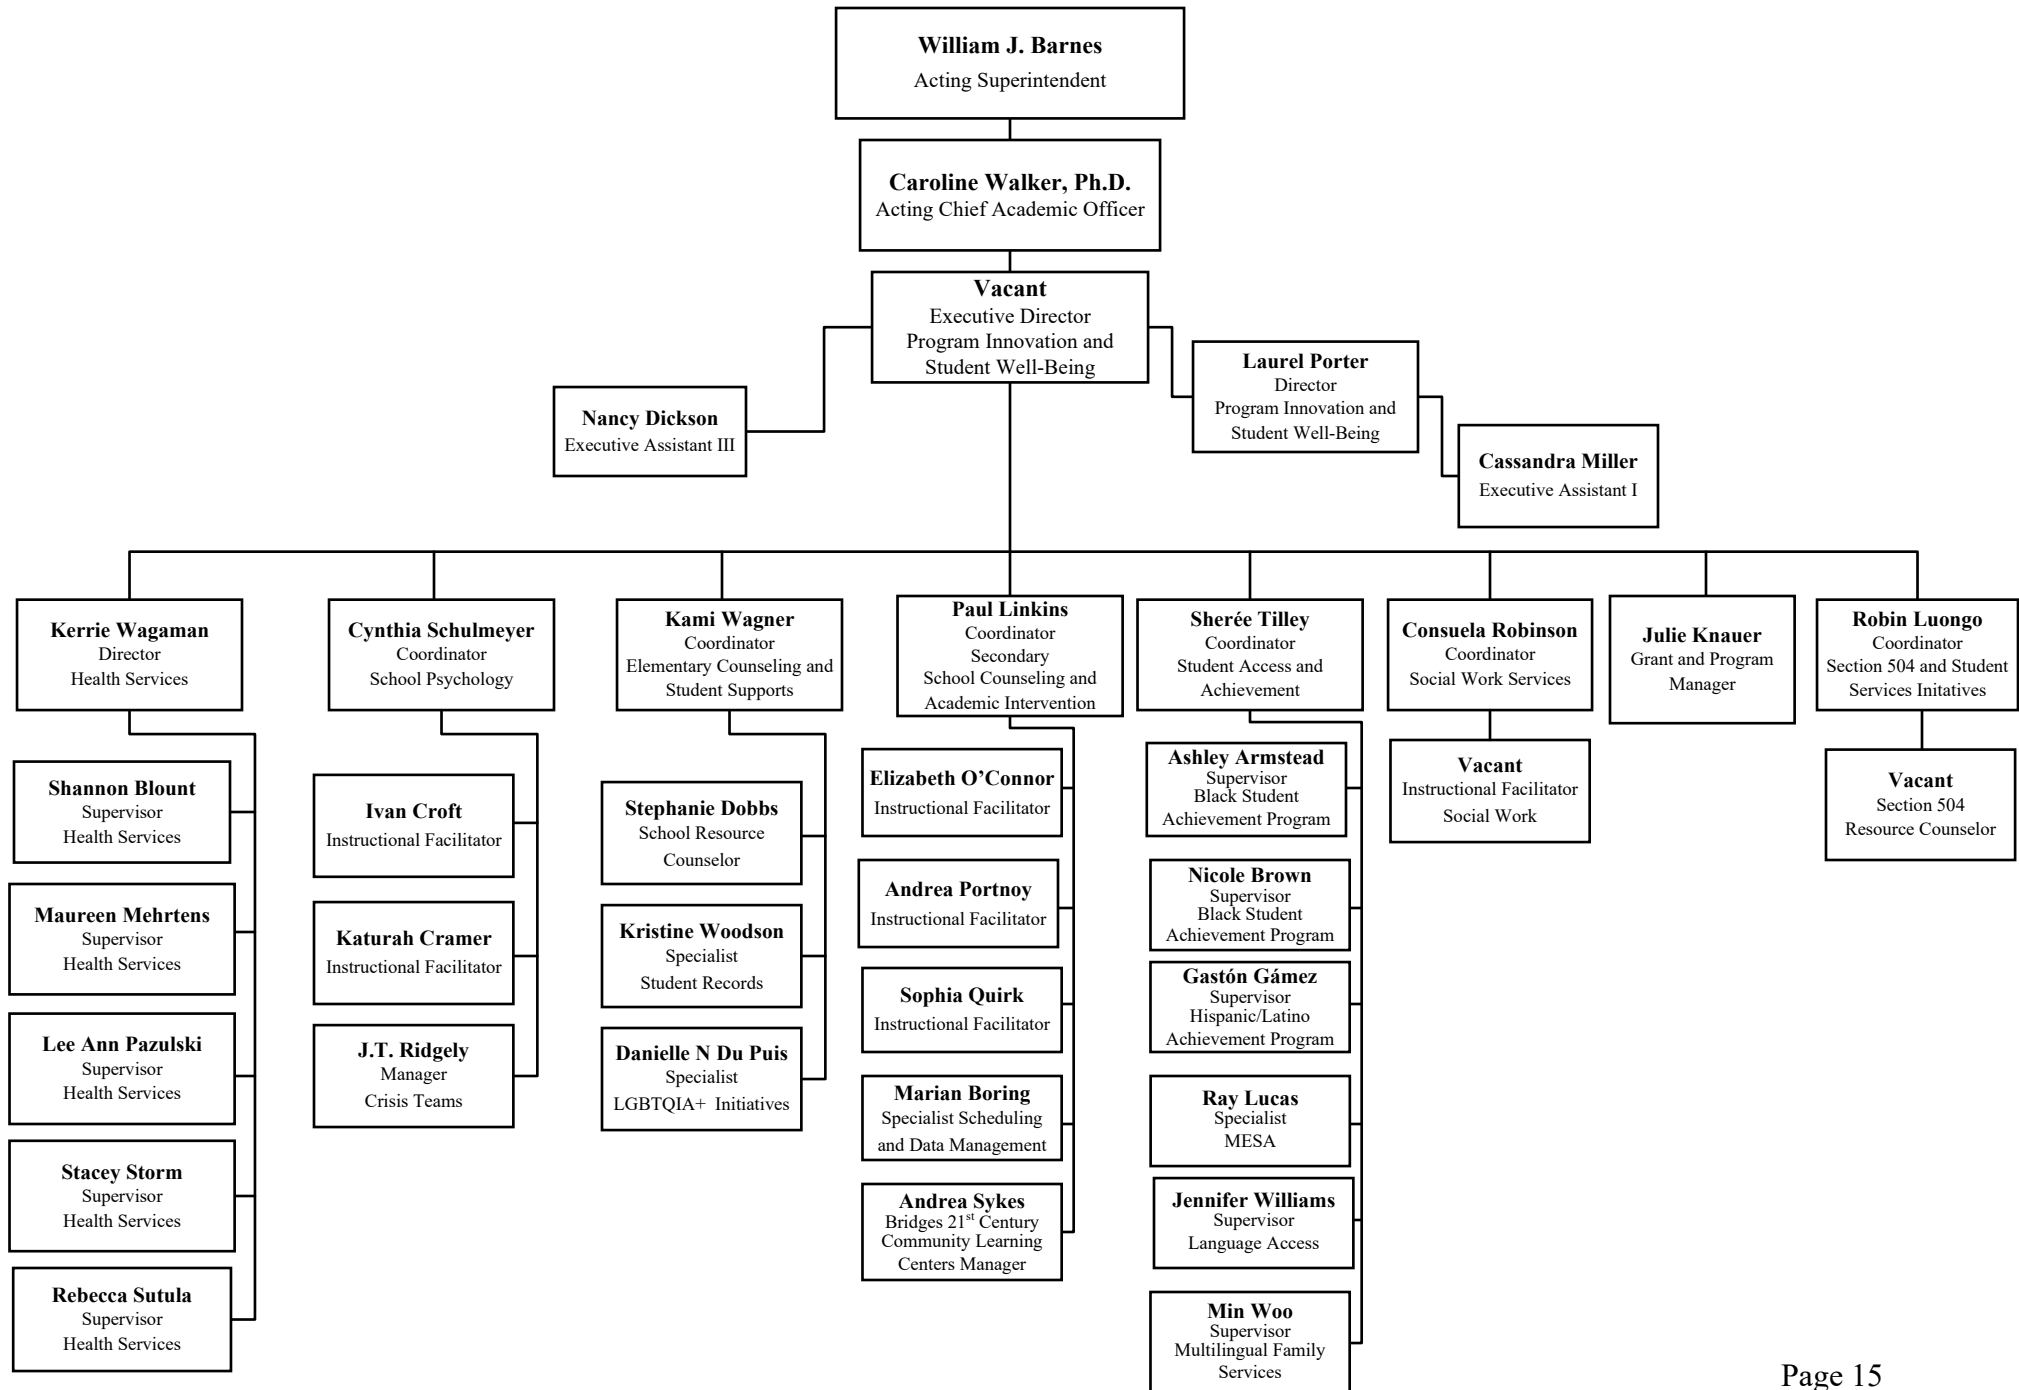 William J. Barnes
Acting Superintendent
Caroline Walker, Ph.D.
Acting Chief Academic Officer
Vacant
Executive Director
Program Innovation and
Student Well-Being
Nancy Dickson
Executive Assistant III
Laurel Porter
Director
Program Innovation and
Student Well-Being
Cassandra Miller
Executive Assistant I
Kerrie Wagaman
Director
Health Services
Shannon Blount
Supervisor
Health Services
Maureen Mehrtens
Supervisor
Health Services
Lee Ann Pazulski
Supervisor
Health Services
Stacey Storm
Supervisor
Health Services
Rebecca Sutula
Supervisor
Health Services
Cynthia Schulmeyer
Coordinator
School Psychology
Ivan Croft
Instructional Facilitator
Katurah Cramer
Instructional Facilitator
J.T. Ridgely
Manager
Crisis Teams
Kami Wagner
Coordinator
Elementary Counseling and
Student Supports
Stephanie Dobbs
School Resource
Counselor
Kristine Woodson
Specialist
Student Records
Danielle N Du Puis
Specialist
LGBTQIA+ Initiatives
Paul Linkins
Coordinator
Secondary
School Counseling and
Academic Intervention
Elizabeth O’Connor
Instructional Facilitator
Andrea Portnoy
Instructional Facilitator
Sophia Quirk
Instructional Facilitator
Marian Boring
Specialist Scheduling
and Data Management
Andrea Sykes
Bridges 21st Century
Community Learning
Centers Manager
Sherée Tilley
Coordinator
Student Access and
Achievement
Ashley Armstead
Supervisor
Black Student
Achievement Program
Nicole Brown
Supervisor
Black Student
Achievement Program
Gastón Gámez
Supervisor
Hispanic/Latino
Achievement Program
Ray Lucas
Specialist
MESA
Jennifer Williams
Supervisor
Language Access
Min Woo
Supervisor
Multilingual Family
Services
Consuela Robinson
Coordinator
Social Work Services
Vacant
Instructional Facilitator
Social Work
Julie Knauer
Grant and Program
Manager
Robin Luongo
Coordinator
Section 504 and Student
Services Initatives
Vacant
Section 504
Resource Counselor
Page 15